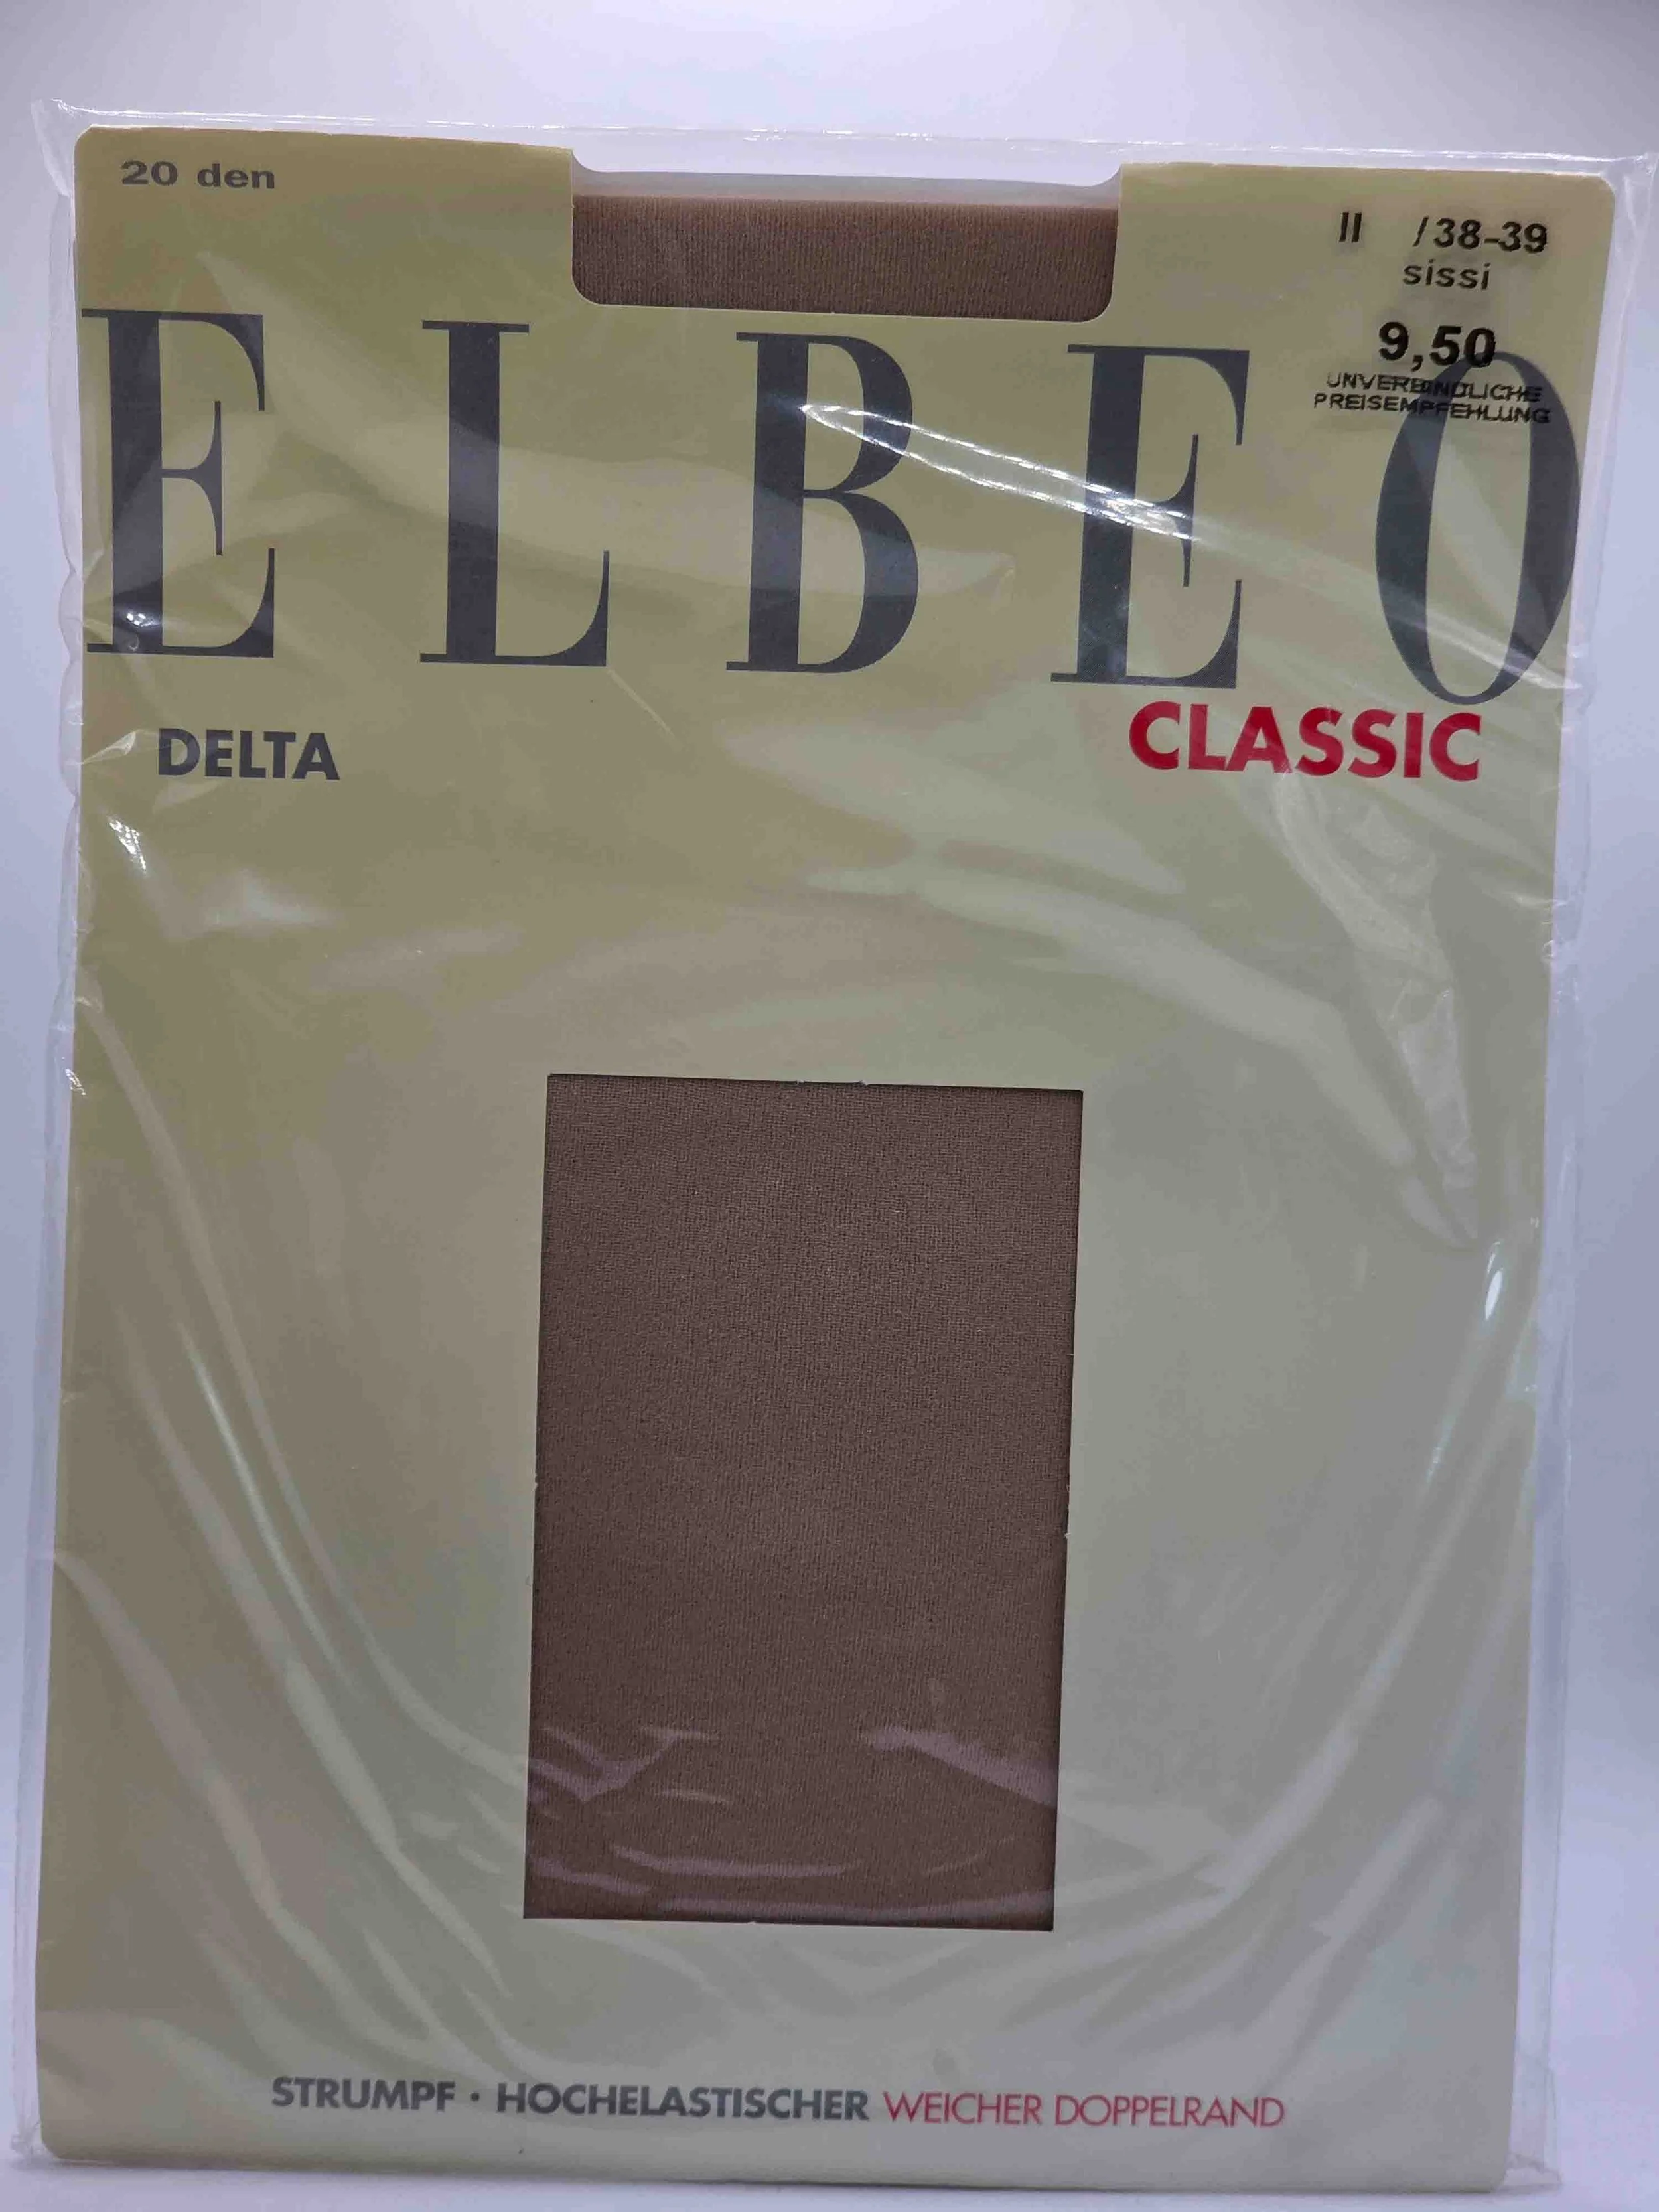 20 den
II /38-39
sissi
9,50
UNVERBINDLICHE
PREISEMPFEHLUNG
ELBEO
DELTA
CLASSIC
STRUMPF · HOCHELASTISCHER WEICHER DOPPELRAND